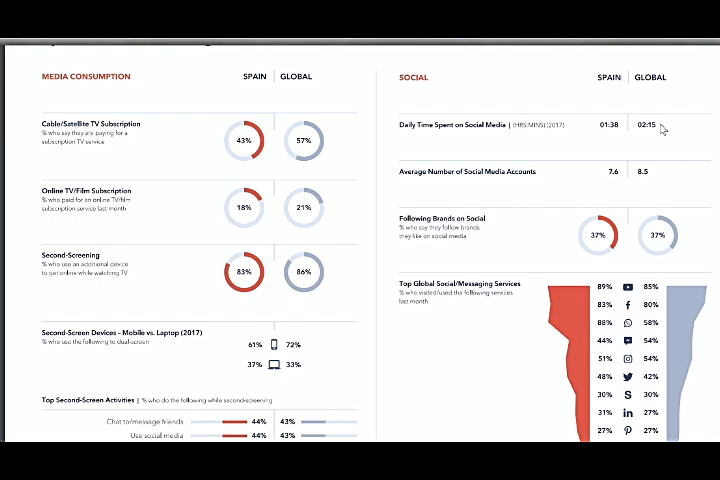 MEDIA CONSUMPTION SPAIN GLOBAL
Cable/Satellite TV Subscription
% who say they are paying for a
subscription TV service
43% 57%
Online TV/Film Subscription
% who paid for an online TV/film
subscription service last month
18% 21%
Second-Screening
% who use an additional device
to get online while watching TV
83% 86%
Second-Screen Devices – Mobile vs. Laptop (2017)
% who use the following to dual-screen
61% 72%
37% 33%
Top Second-Screen Activities | % who do the following while second-screening
Chat to/message friends 44% 43%
Use social media 44% 43%
SOCIAL SPAIN GLOBAL
Daily Time Spent on Social Media | (HRS:MINS) (2017) 01:38 02:15
Average Number of Social Media Accounts 7.6 8.5
Following Brands on Social
% who say they follow brands
they like on social media
37% 37%
Top Global Social/Messaging Services
% who visited/used the following services
last month
89% 85%
83% f 80%
88% 58%
44% 54%
51% 54%
48% 42%
30% S 30%
31% in 27%
27% 27%